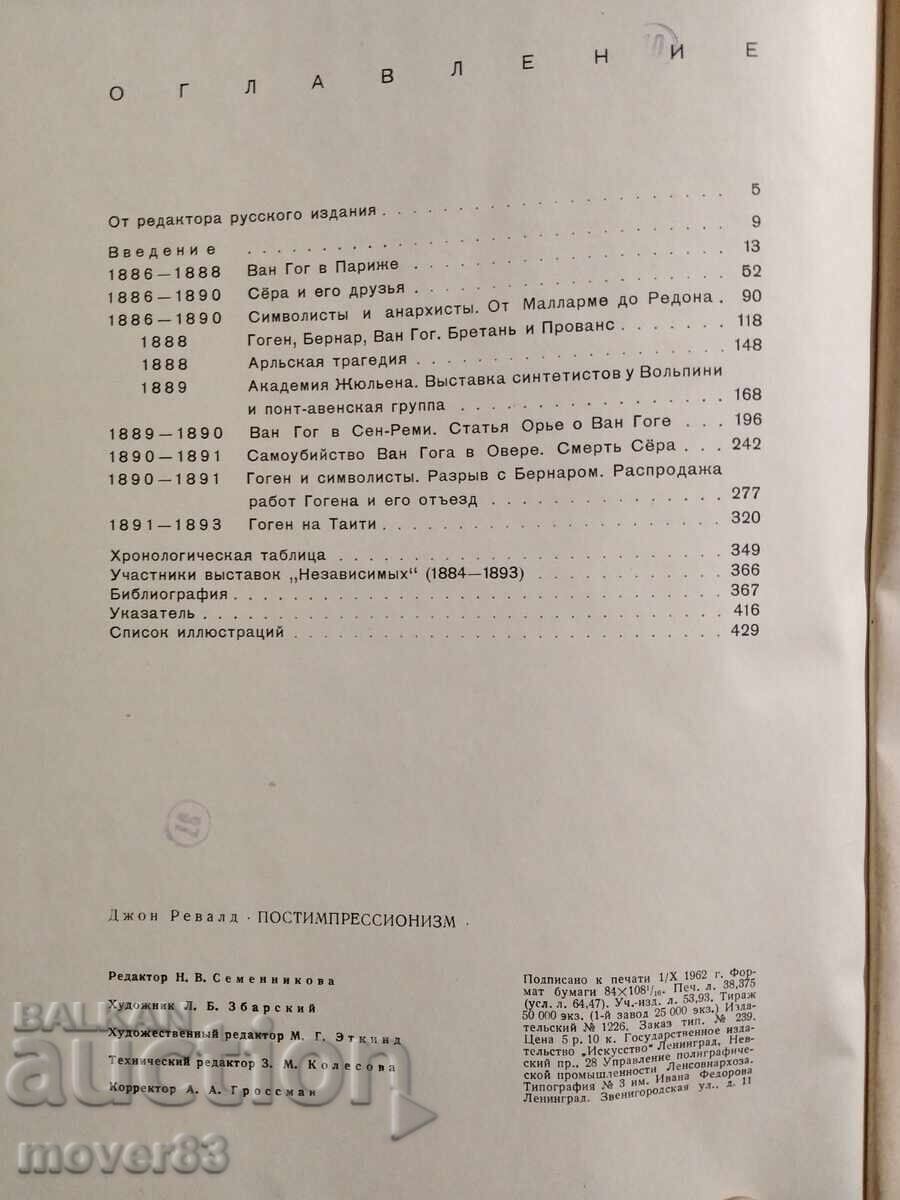 ОГЛАВЛЕНИЕ
От редактора русского издания . . . 5
Введение . . . 9
1886—1888 Ван Гог в Париже . . . 13
1886—1890 Сёра и его друзья . . . 52
1886—1890 Символисты и анархисты. От Малларме до Редона . 90
1888 Гоген, Бернар, Ван Гог. Бретань и Прованс . . . 118
1888 Арльская трагедия . . . 148
1889 Академия Жюльена. Выставка синтетистов у Вольпини
и понт-авенская группа . . . 168
1889—1890 Ван Гог в Сен-Реми. Статья Орье о Ван Гоге . . . 196
1890—1891 Самоубийство Ван Гога в Овере. Смерть Сёра . . . 242
1890—1891 Гоген и символисты. Разрыв с Бернаром. Распродажа
работ Гогена и его отъезд . . . 277
1891—1893 Гоген на Таити . . . 320
Хронологическая таблица . . . 349
Участники выставок „Независимых“ (1884—1893) . . . 366
Библиография . . . 367
Указатель . . . 416
Список иллюстраций . . . 429
Джон Ревалд · ПОСТИМПРЕССИОНИЗМ ·
Редактор Н. В. Семенникова
Художник Л. Б. Збарский
Художественный редактор М. Г. Эткинд
Технический редактор З. М. Колесова
Корректор А. А. Гроссман
Подписано к печати 1/X 1962 г. Фор-
мат бумаги 84×108¹/₁₆. Печ. л. 38,375
(усл. л. 64,47). Уч.-изд. л. 53,93. Тираж
50 000 экз. (1-й завод 25 000 экз.) Изда-
тельский № 1226. Заказ тип. № 239.
Цена 5 р. 10 к. Государственное изда-
тельство „Искусство“ Ленинград, Нев-
ский пр., 28 Управление полиграфиче-
ской промышленности Ленсовнархоза.
Типография № 3 им. Ивана Федорова
Ленинград. Звенигородская ул., д. 11
BALKAN
auction
mover83